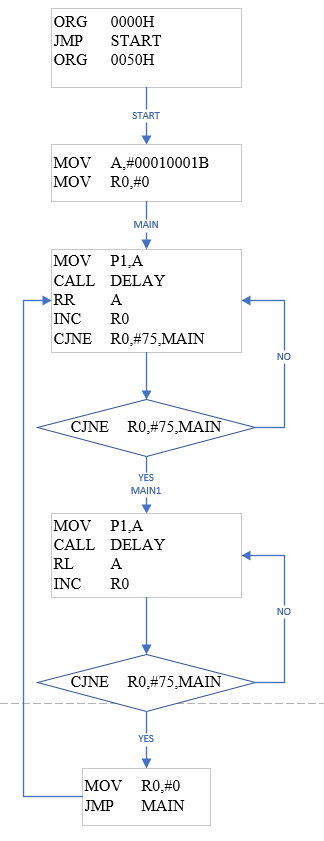 ORG 0000H
JMP START
ORG 0050H
START
MOV A,#00010001B
MOV R0,#0
MAIN
MOV P1,A
CALL DELAY
RR A
INC R0
CJNE R0,#75,MAIN
NO
CJNE R0,#75,MAIN
YES
MAIN1
MOV P1,A
CALL DELAY
RL A
INC R0
NO
CJNE R0,#75,MAIN
YES
MOV R0,#0
JMP MAIN